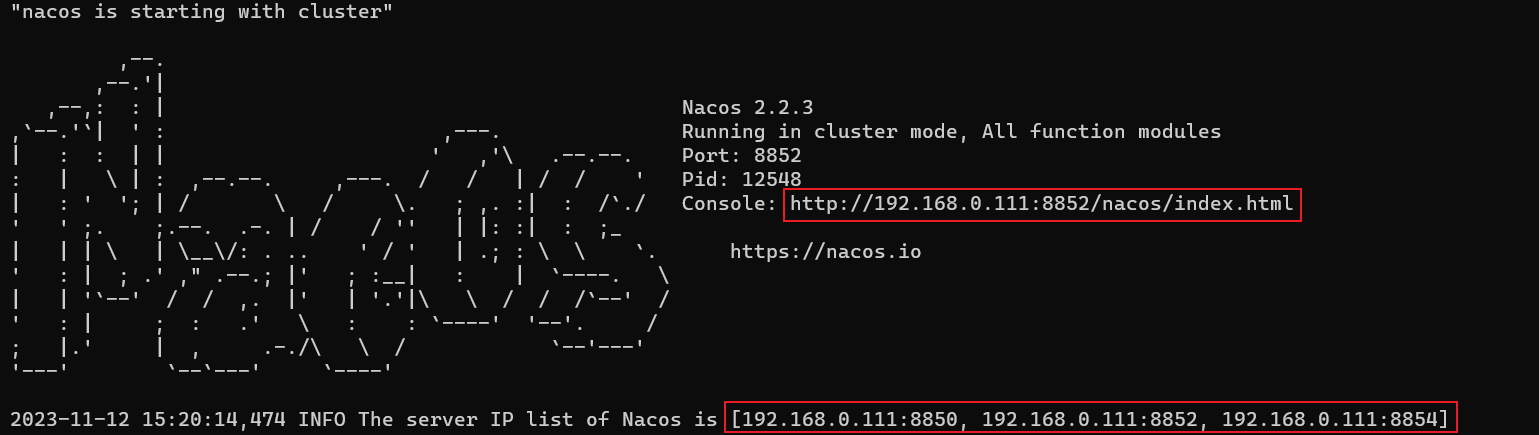 "nacos is starting with cluster"
Nacos 2.2.3
Running in cluster mode, All function modules
Port: 8852
Pid: 12548
Console: http://192.168.0.111:8852/nacos/index.html
https://nacos.io
2023-11-12 15:20:14,474 INFO The server IP list of Nacos is [192.168.0.111:8850, 192.168.0.111:8852, 192.168.0.111:8854]